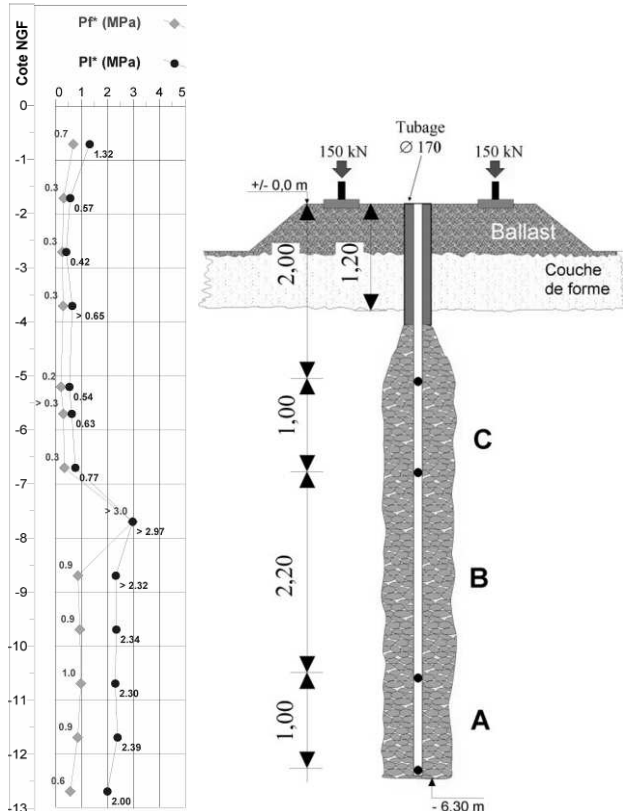 Cote NGF
Pf* (MPa)
Pl* (MPa)
0 1 2 3 4 5
0
-1
-2
-3
-4
-5
-6
-7
-8
-9
-10
-11
-12
-13
0.7
1.32
0.3
0.57
0.3
0.42
0.3
> 0.65
0.2
0.54
> 0.3
0.63
0.3
0.77
> 3.0
> 2.97
0.9
> 2.32
0.9
2.34
1.0
2.30
0.9
2.39
0.6
2.00
Tubage
Ø 170
150 kN
150 kN
+/- 0,0 m
Ballast
2,00
1,20
Couche
de forme
1,00
C
2,20
B
1,00
A
- 6.30 m